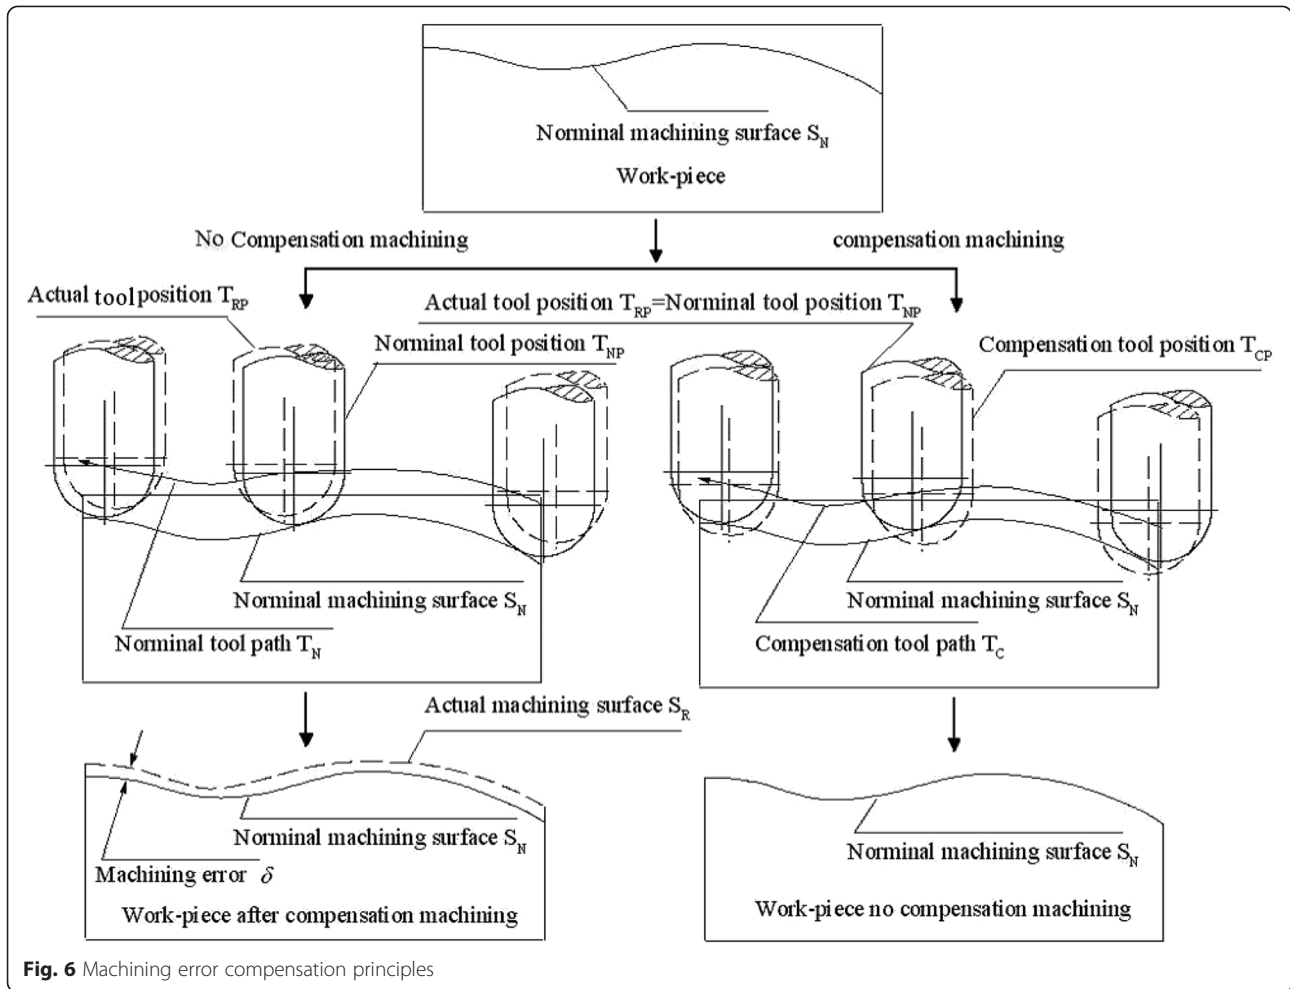 Norminal machining surface S_N
Work-piece
No Compensation machining
compensation machining
Actual tool position T_RP
Actual tool position T_RP=Norminal tool position T_NP
Norminal tool position T_NP
Compensation tool position T_CP
Norminal machining surface S_N
Norminal machining surface S_N
Norminal tool path T_N
Compensation tool path T_C
Actual machining surface S_R
Norminal machining surface S_N
Norminal machining surface S_N
Machining error δ
Work-piece after compensation machining
Work-piece no compensation machining
Fig. 6 Machining error compensation principles